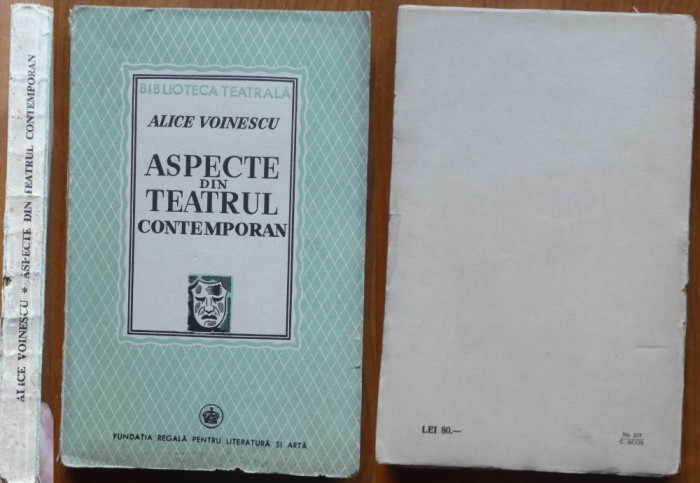 ALICE VOINESCU * ASPECTE DIN TEATRUL CONTEMPORAN
BIBLIOTECA TEATRALĂ
ALICE VOINESCU
ASPECTE
DIN
TEATRUL
CONTEMPORAN
FUNDAȚIA REGALĂ PENTRU LITERATURĂ ȘI ARTĂ
LEI 80.—